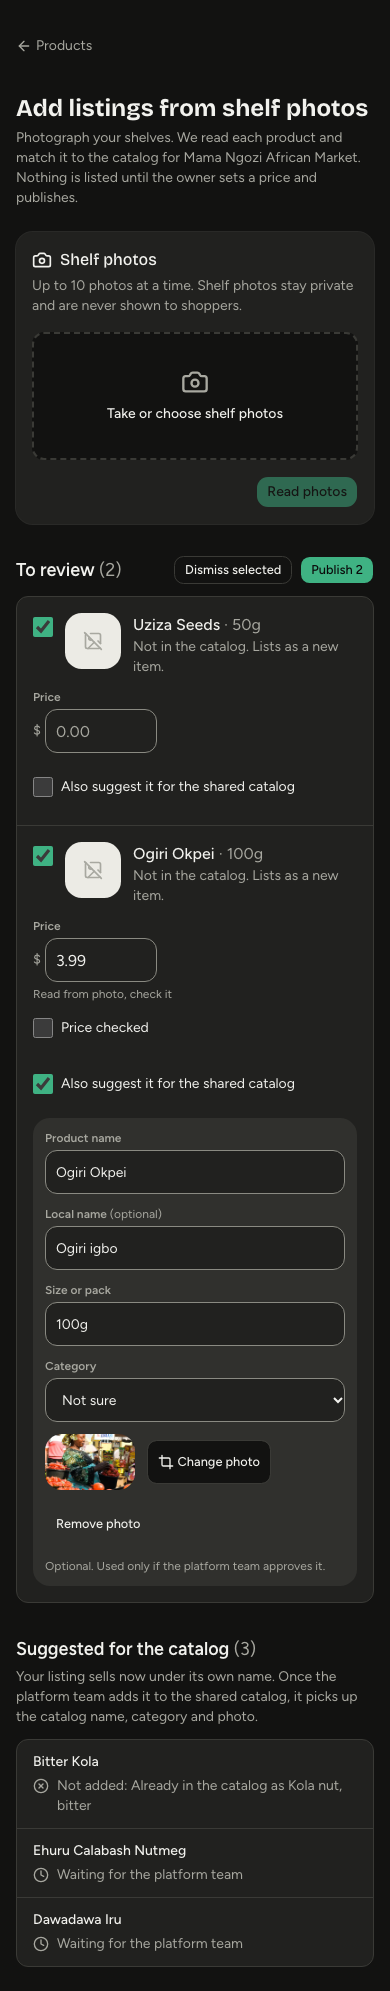 Products
Add listings from shelf photos
Photograph your shelves. We read each product and
match it to the catalog for Mama Ngozi African Market.
Nothing is listed until the owner sets a price and
publishes.
Shelf photos
Up to 10 photos at a time. Shelf photos stay private
and are never shown to shoppers.
Take or choose shelf photos
Read photos
To review (2)
Dismiss selected
Publish 2
Uziza Seeds · 50g
Not in the catalog. Lists as a new
item.
Price
$ 0.00
Also suggest it for the shared catalog
Ogiri Okpei · 100g
Not in the catalog. Lists as a new
item.
Price
$ 3.99
Read from photo, check it
Price checked
Also suggest it for the shared catalog
Product name
Ogiri Okpei
Local name (optional)
Ogiri igbo
Size or pack
100g
Category
Not sure
Change photo
Remove photo
Optional. Used only if the platform team approves it.
Suggested for the catalog (3)
Your listing sells now under its own name. Once the
platform team adds it to the shared catalog, it picks up
the catalog name, category and photo.
Bitter Kola
Not added: Already in the catalog as Kola nut,
bitter
Ehuru Calabash Nutmeg
Waiting for the platform team
Dawadawa Iru
Waiting for the platform team